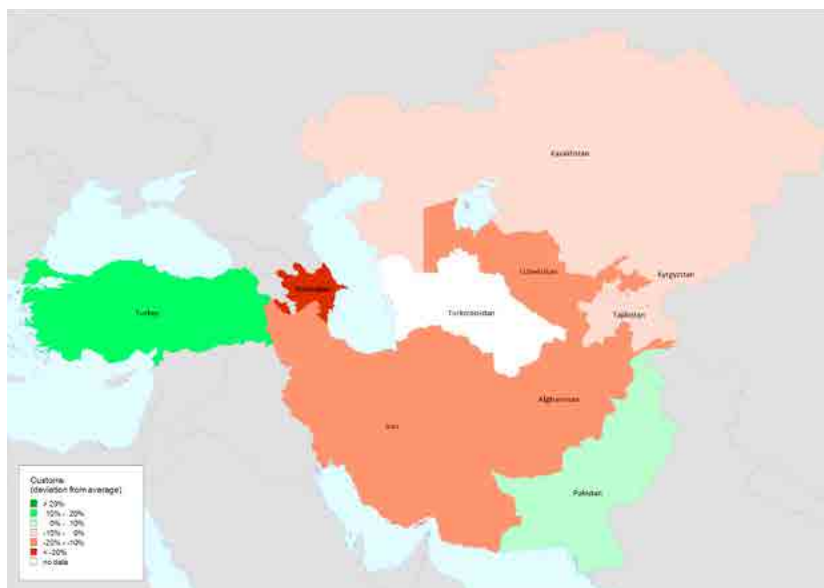 Kazakhstan
Uzbekistan
Kyrgyzstan
Azerbaijan
Turkey
Turkmenistan
Tajikistan
Afghanistan
Iran
Pakistan
Customs
(deviation from average)
> 20%
10% - 20%
0% - 10%
-10% - 0%
-20% - -10%
< -20%
no data